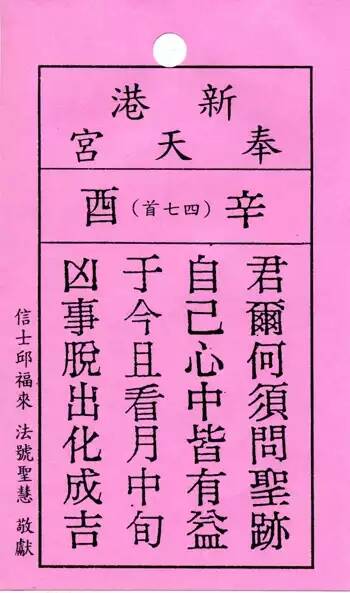 新港
奉天宮
辛（四七首）酉
君爾何須問聖跡
自己心中皆有益
于今且看月中旬
凶事脫出化成吉
信士邱福來 法號聖慧 敬獻